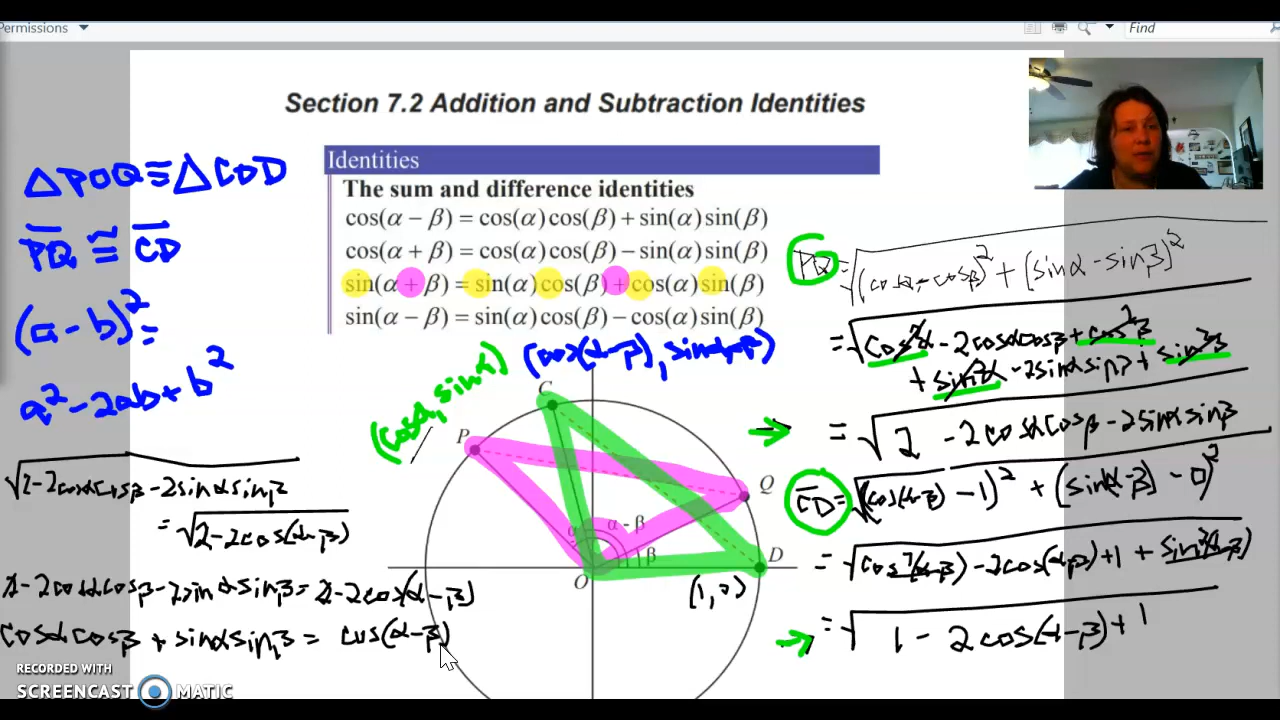 Permissions
Find
Section 7.2 Addition and Subtraction Identities
Identities
The sum and difference identities
cos(α − β) = cos(α)cos(β) + sin(α)sin(β)
cos(α + β) = cos(α)cos(β) − sin(α)sin(β)
sin(α + β) = sin(α)cos(β) + cos(α)sin(β)
sin(α − β) = sin(α)cos(β) − cos(α)sin(β)
△POQ ≅ △COD
PQ ≅ CD
(a − b)² =
a² − 2ab + b²
√2 − 2cosαcosβ − 2sinαsinβ
= √2 − 2cos(α−β)
2 − 2cosαcosβ − 2sinαsinβ = 2 − 2cos(α−β)
cosαcosβ + sinαsinβ = cos(α−β)
(cosα, sinα)
(cos(α−β), sin(α−β))
C
P
Q
α
α - β
β
D
O
(1, 0)
PQ = √(cosα − cosβ)² + (sinα − sinβ)²
= √cos²α − 2cosαcosβ + cos²β
+ sin²α − 2sinαsinβ + sin²β
→ = √2 − 2cosαcosβ − 2sinαsinβ
CD = √(cos(α−β) − 1)² + (sin(α−β) − 0)²
= √cos²(α−β) − 2cos(α−β) + 1 + sin²(α−β)
→ = √1 − 2cos(α−β) + 1
RECORDED WITH
SCREENCAST MATIC